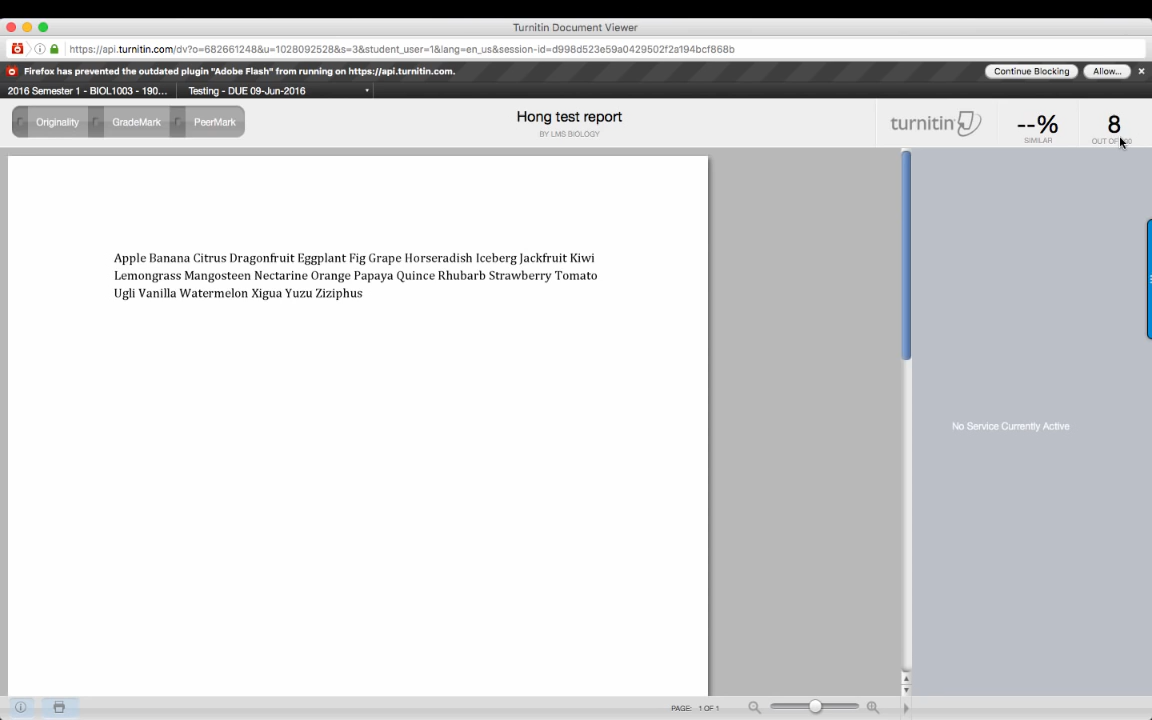 Turnitin Document Viewer
https://api.turnitin.com/dv?o=682661248&u=1028092528&s=3&student_user=1&lang=en_us&session-id=d998d523e59a0429502f2a194bcf868b
Firefox has prevented the outdated plugin "Adobe Flash" from running on https://api.turnitin.com. Continue Blocking Allow...
2016 Semester 1 - BIOL1003 - 190... Testing - DUE 09-Jun-2016
Originality GradeMark PeerMark
Hong test report
BY LMS BIOLOGY
turnitin
--%
SIMILAR
8
OUT OF
Apple Banana Citrus Dragonfruit Eggplant Fig Grape Horseradish Iceberg Jackfruit Kiwi
Lemongrass Mangosteen Nectarine Orange Papaya Quince Rhubarb Strawberry Tomato
Ugli Vanilla Watermelon Xigua Yuzu Ziziphus
No Service Currently Active
PAGE: 1 OF 1